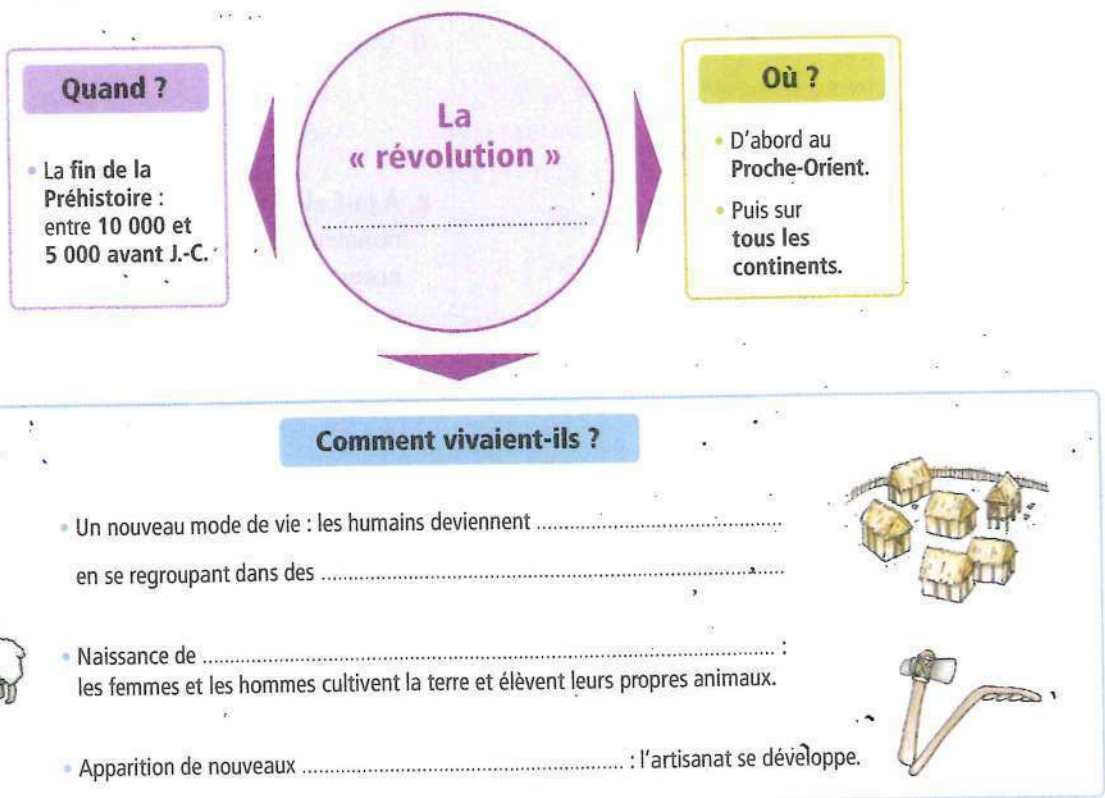 Quand ?
• La fin de la
Préhistoire :
entre 10 000 et
5 000 avant J.-C.
La
« révolution »
................................................
Où ?
• D'abord au
Proche-Orient.
• Puis sur
tous les
continents.
Comment vivaient-ils ?
• Un nouveau mode de vie : les humains deviennent ................................................
en se regroupant dans des ................................................
• Naissance de ................................................ :
les femmes et les hommes cultivent la terre et élèvent leurs propres animaux.
• Apparition de nouveaux ................................................ : l'artisanat se développe.